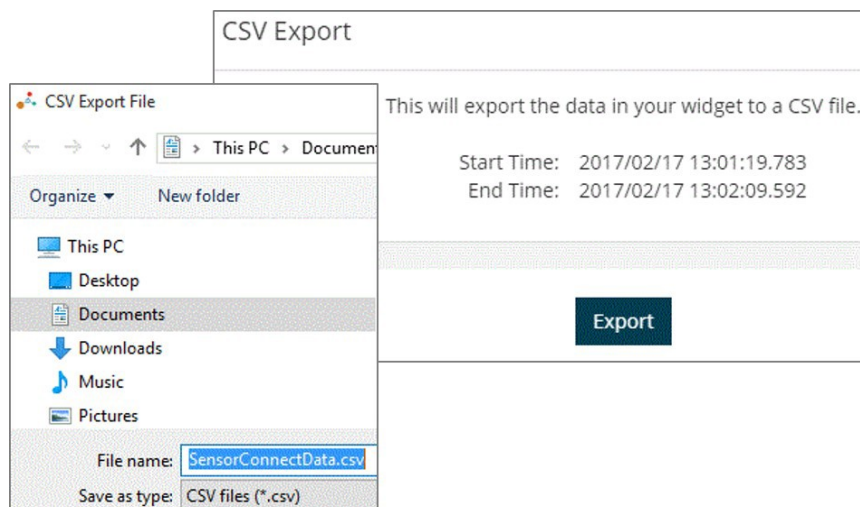 CSV Export
This will export the data in your widget to a CSV file.
Start Time: 2017/02/17 13:01:19.783
End Time: 2017/02/17 13:02:09.592
Export
CSV Export File
This PC > Documen
Organize
New folder
This PC
Desktop
Documents
Downloads
Music
Pictures
File name: SensorConnectData.csv
Save as type: CSV files (*.csv)